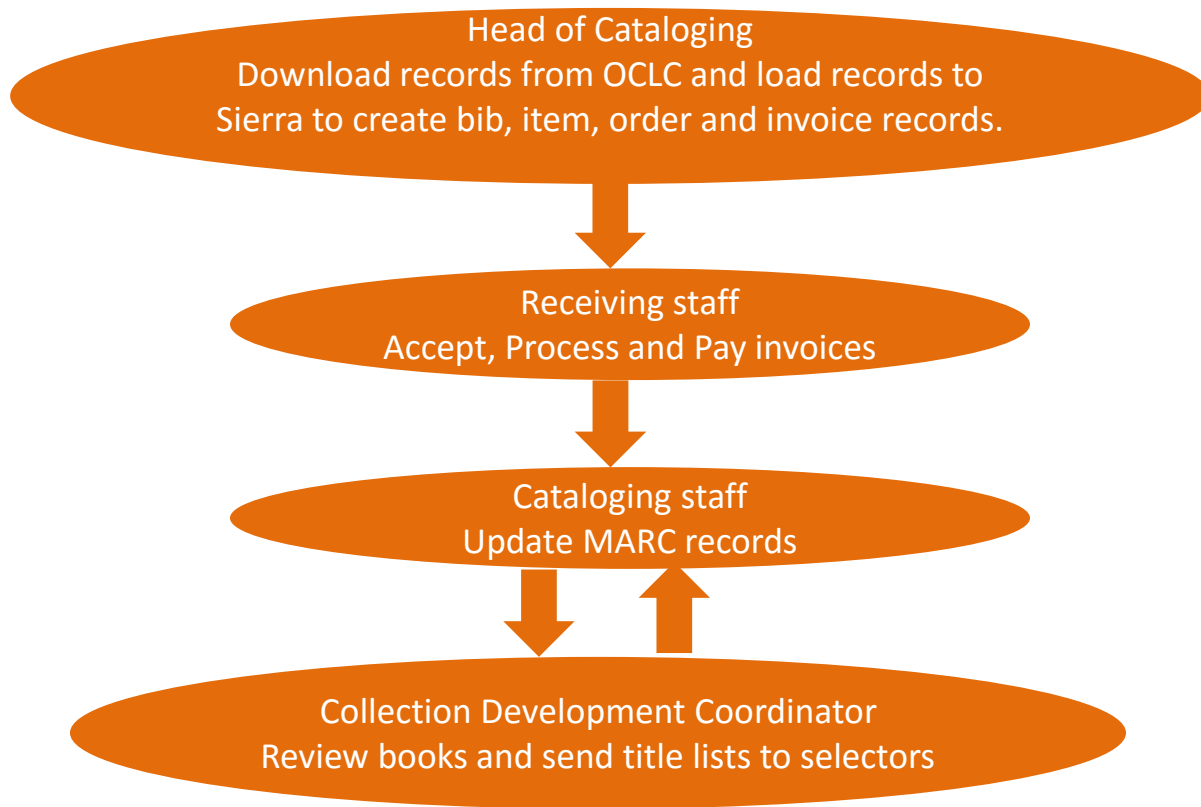 Head of Cataloging
Download records from OCLC and load records to
Sierra to create bib, item, order and invoice records.
Receiving staff
Accept, Process and Pay invoices
Cataloging staff
Update MARC records
Collection Development Coordinator
Review books and send title lists to selectors